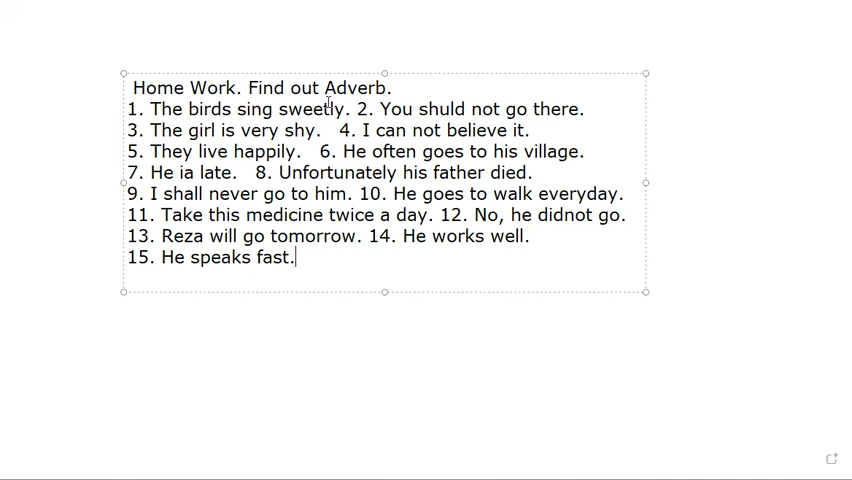 Home Work. Find out Adverb.
1. The birds sing sweetly. 2. You shuld not go there.
3. The girl is very shy. 4. I can not believe it.
5. They live happily. 6. He often goes to his village.
7. He ia late. 8. Unfortunately his father died.
9. I shall never go to him. 10. He goes to walk everyday.
11. Take this medicine twice a day. 12. No, he didnot go.
13. Reza will go tomorrow. 14. He works well.
15. He speaks fast.